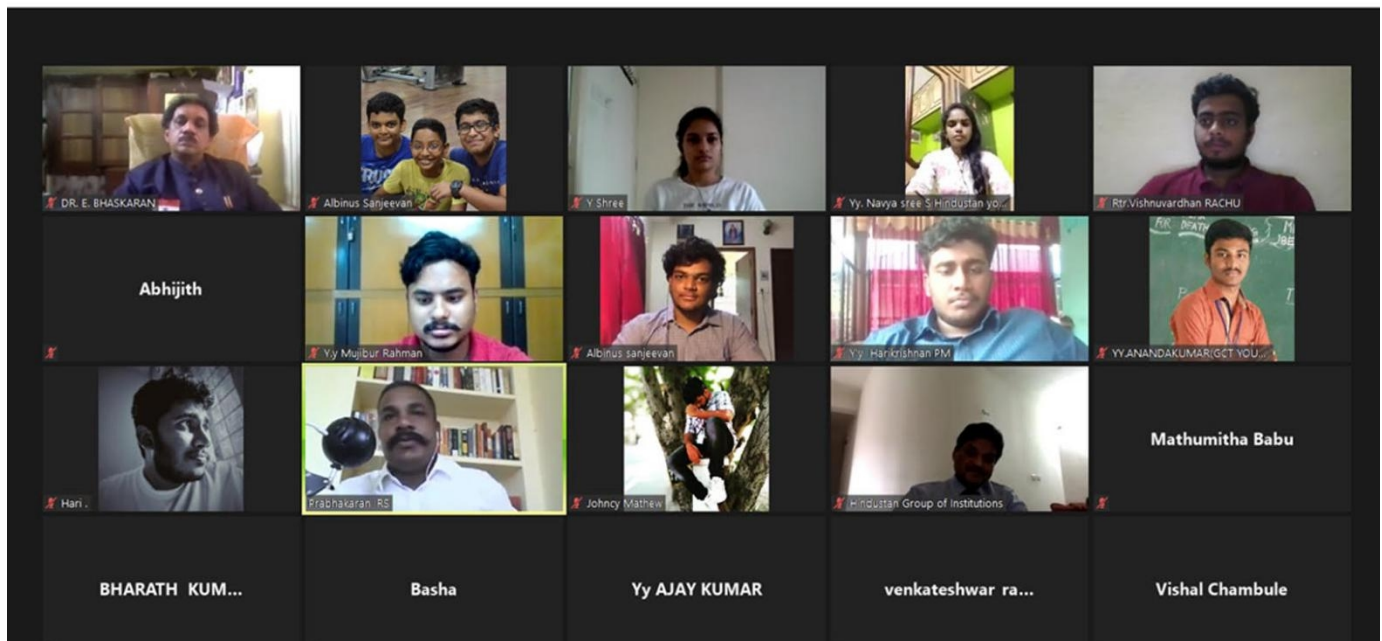 DR. E. BHASKARAN
Albinus Sanjeevan
Y Shree
Yy. Navya sree S Hindustan yo...
Rtr.Vishnuvardhan RACHU
Abhijith
Y.y Mujibur Rahman
Albinus sanjeevan
Y.y Harikrishnan PM
YY.ANANDAKUMAR(GCT YOU...
Hari .
Prabhakaran IRS
Johncy Mathew
Hindustan Group of Institutions
Mathumitha Babu
BHARATH KUM...
Basha
Yy AJAY KUMAR
venkateshwar ra...
Vishal Chambule